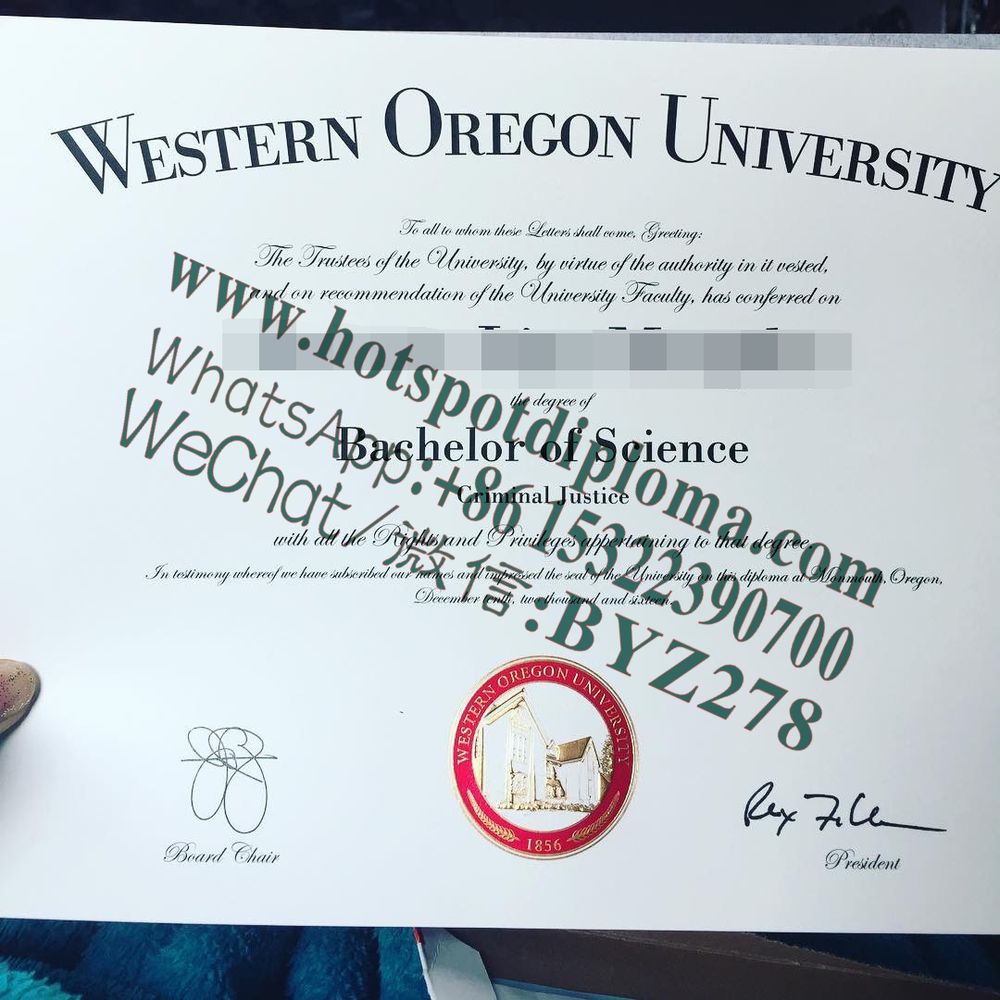 WESTERN OREGON UNIVERSITY
To all to whom these Letters shall come, Greeting:
The Trustees of the University, by virtue of the authority in it vested,
and on recommendation of the University Faculty, has conferred on
the degree of
Bachelor of Science
Criminal Justice
with all the Rights and Privileges appertaining to that degree.
In testimony whereof we have subscribed our names and impressed the seal of the University on this diploma at Monmouth, Oregon,
December tenth, two thousand and sixteen.
www.hotspotdiploma.com
WhatsApp:+86 15322390700
WeChat/微信:BYZ278
WESTERN OREGON UNIVERSITY
1856
Board Chair
President